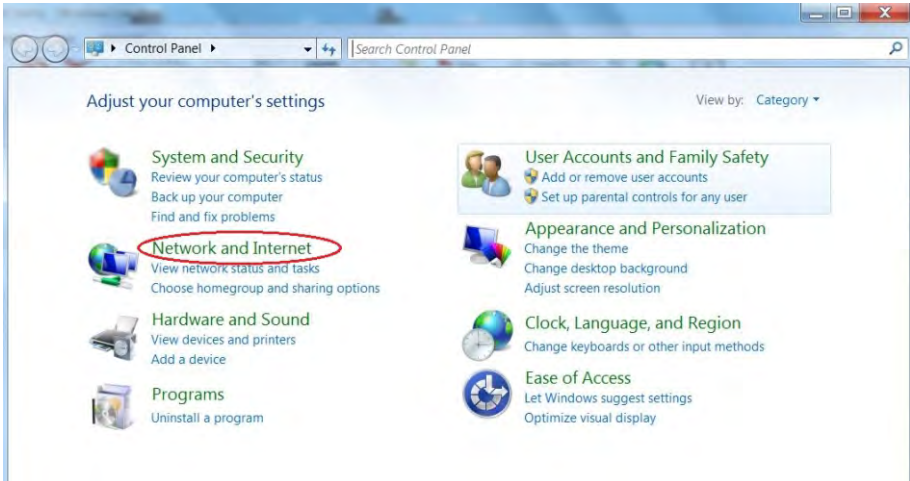 Control Panel
Search Control Panel
Adjust your computer's settings
View by: Category
System and Security
Review your computer's status
Back up your computer
Find and fix problems
Network and Internet
View network status and tasks
Choose homegroup and sharing options
Hardware and Sound
View devices and printers
Add a device
Programs
Uninstall a program
User Accounts and Family Safety
Add or remove user accounts
Set up parental controls for any user
Appearance and Personalization
Change the theme
Change desktop background
Adjust screen resolution
Clock, Language, and Region
Change keyboards or other input methods
Ease of Access
Let Windows suggest settings
Optimize visual display